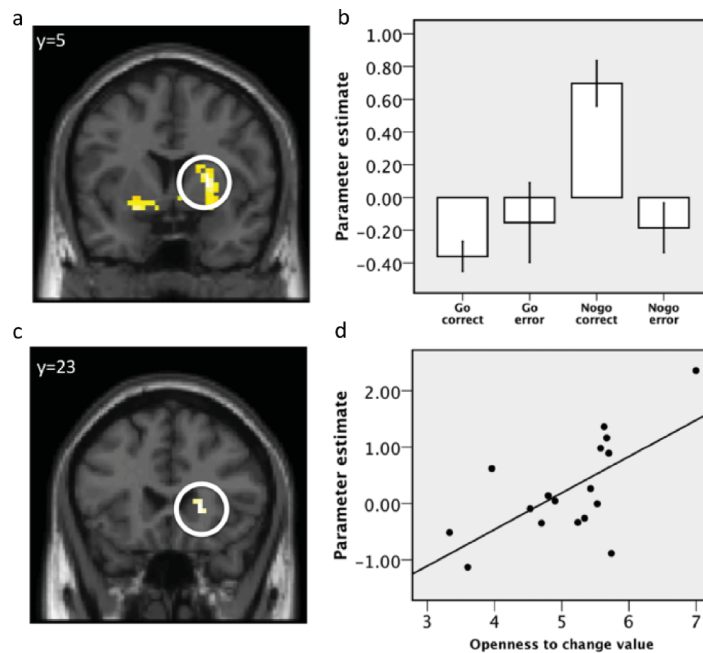 a
y=5
b
1.00
0.80
0.60
0.40
0.20
0.00
-0.20
-0.40
Parameter estimate
Go correct
Go error
Nogo correct
Nogo error
c
y=23
d
2.00
1.00
0.00
-1.00
Parameter estimate
3 4 5 6 7
Openness to change value